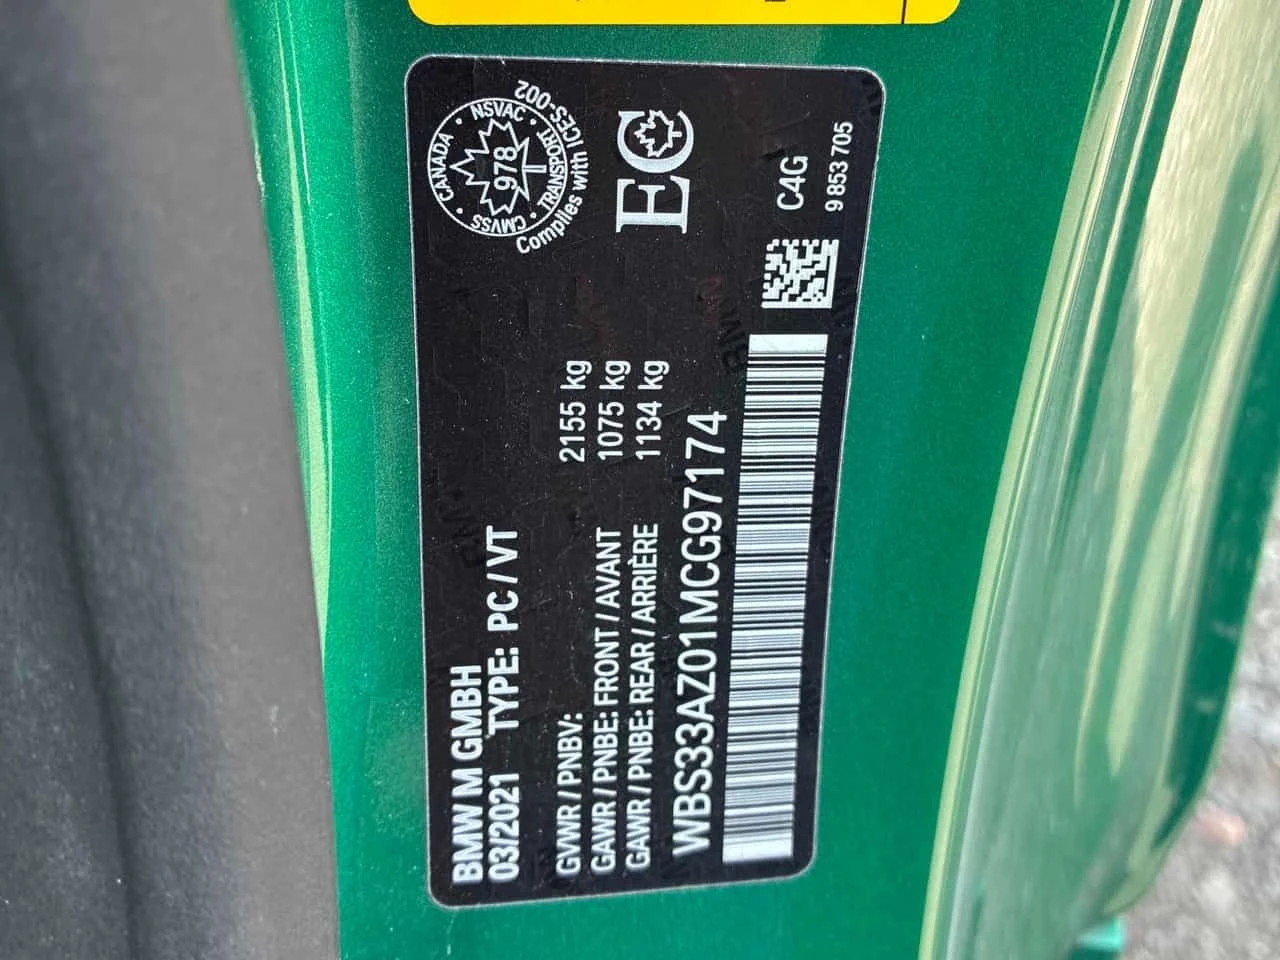 BMW M GMBH
03/2021 TYPE: PC / VT
GVWR / PNBV: 2155 kg
GAWR / PNBE: FRONT / AVANT 1075 kg
GAWR / PNBE: REAR / ARRIÈRE 1134 kg
WBS33AZ01MCG97174
CANADA · NSVAC · TRANSPORT · CMVSS ·
978
Complies with ICES-002
EC
C4G
9 853 705